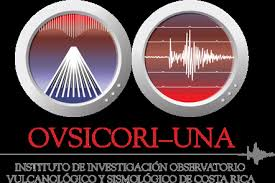 OVSICORI–UNA
INSTITUTO DE INVESTIGACIÓN OBSERVATORIO
VULCANOLÓGICO Y SISMOLÓGICO DE COSTA RICA